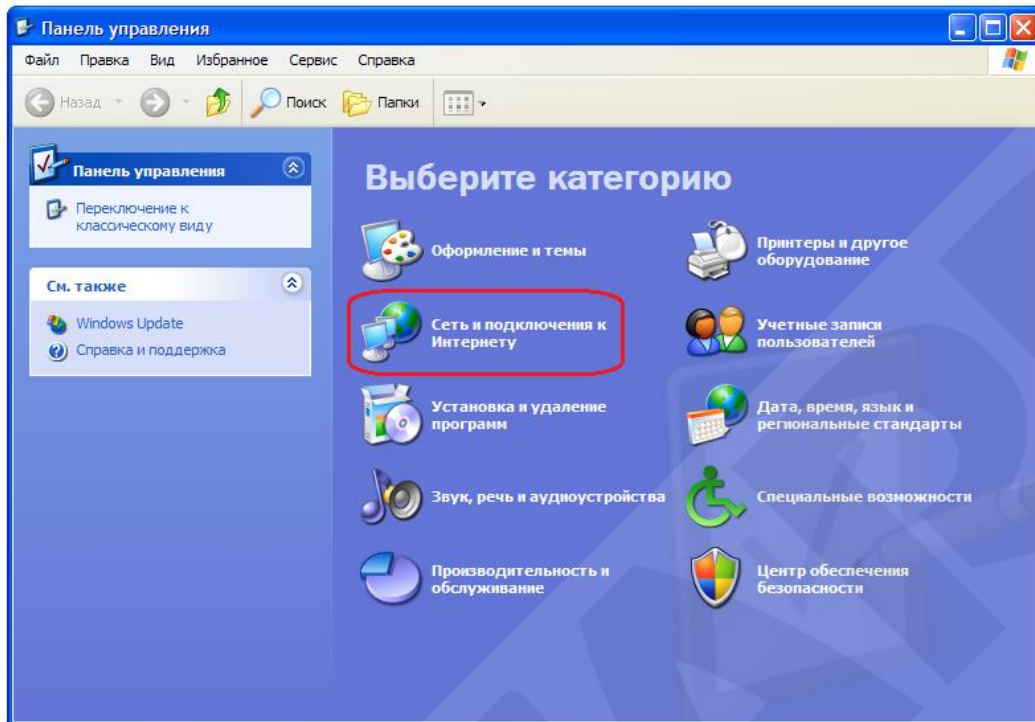 Панель управления
Файл Правка Вид Избранное Сервис Справка
Назад Поиск Папки
Панель управления
Переключение к
классическому виду
См. также
Windows Update
Справка и поддержка
Выберите категорию
Оформление и темы
Принтеры и другое
оборудование
Сеть и подключения к
Интернету
Учетные записи
пользователей
Установка и удаление
программ
Дата, время, язык и
региональные стандарты
Звук, речь и аудиоустройства
Специальные возможности
Производительность и
обслуживание
Центр обеспечения
безопасности